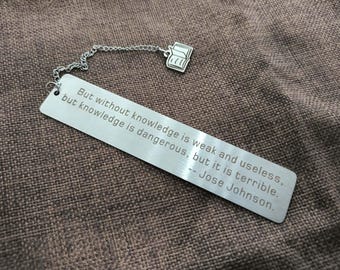 But without knowledge is weak and useless,
but knowledge is dangerous, but it is terrible.
-- Jose Johnson